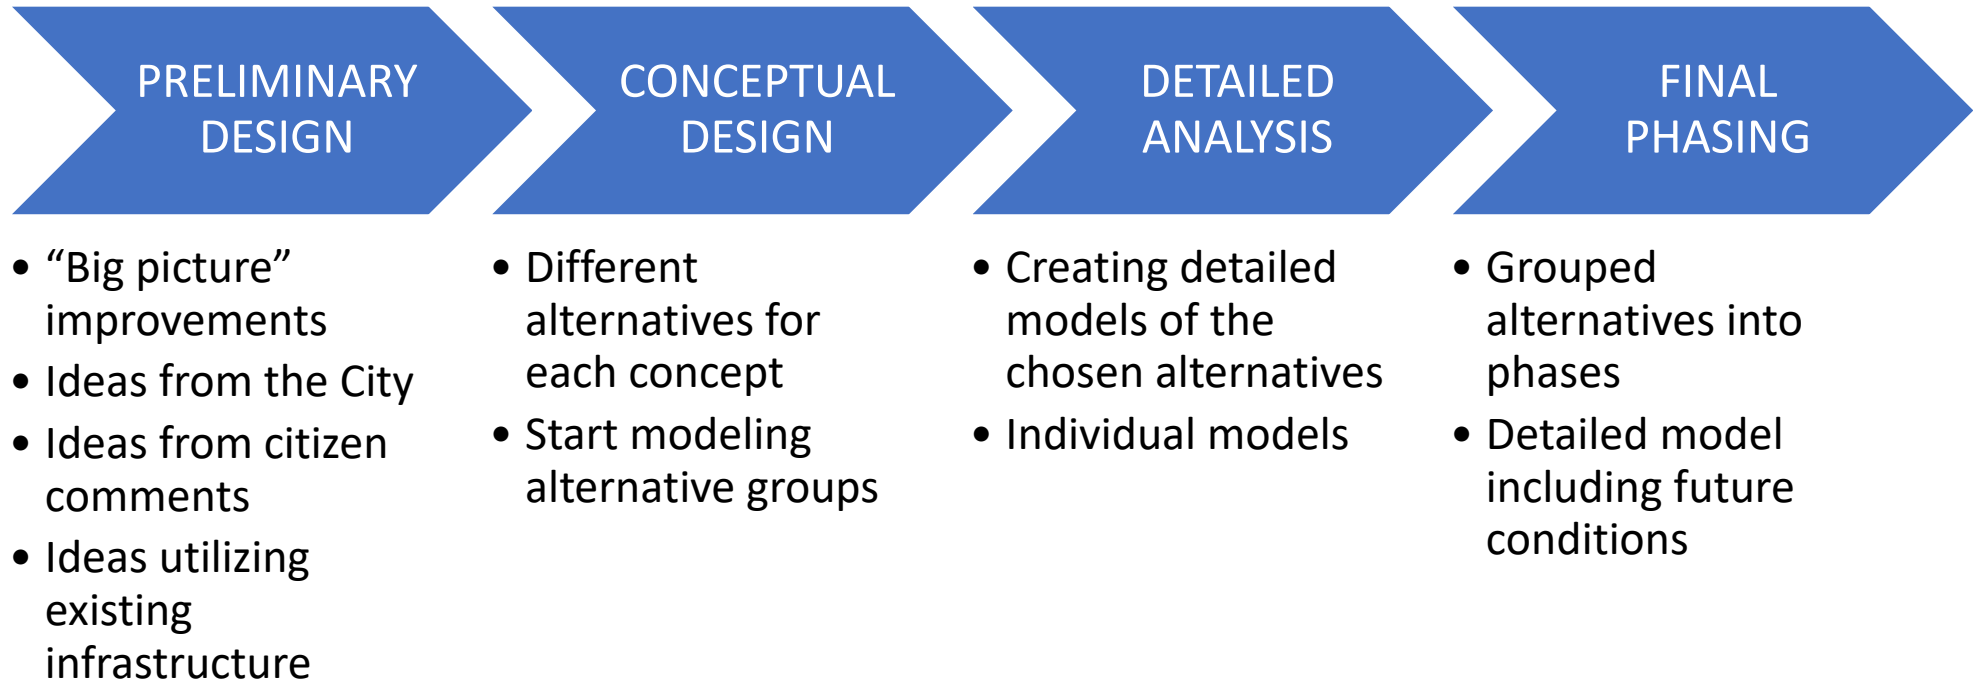 PRELIMINARY
DESIGN
• “Big picture”
improvements
• Ideas from the City
• Ideas from citizen
comments
• Ideas utilizing
existing
infrastructure
CONCEPTUAL
DESIGN
• Different
alternatives for
each concept
• Start modeling
alternative groups
DETAILED
ANALYSIS
• Creating detailed
models of the
chosen alternatives
• Individual models
FINAL
PHASING
• Grouped
alternatives into
phases
• Detailed model
including future
conditions